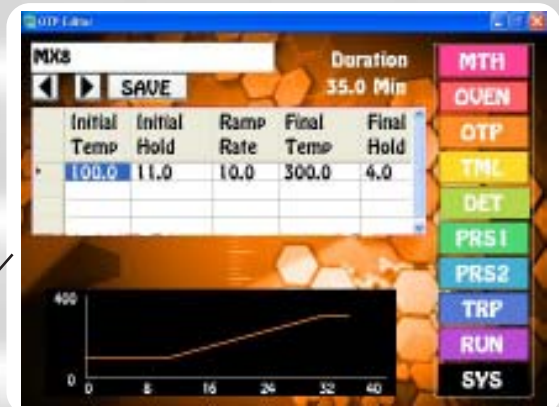 OTP Editor
MX8
Duration
SAVE
35.0 Min
Initial Temp Initial Hold Ramp Rate Final Temp Final Hold
100.0 11.0 10.0 300.0 4.0
400
0
0 8 16 24 32 40
MTH
OVEN
OTP
TML
DET
PRS1
PRS2
TRP
RUN
SYS